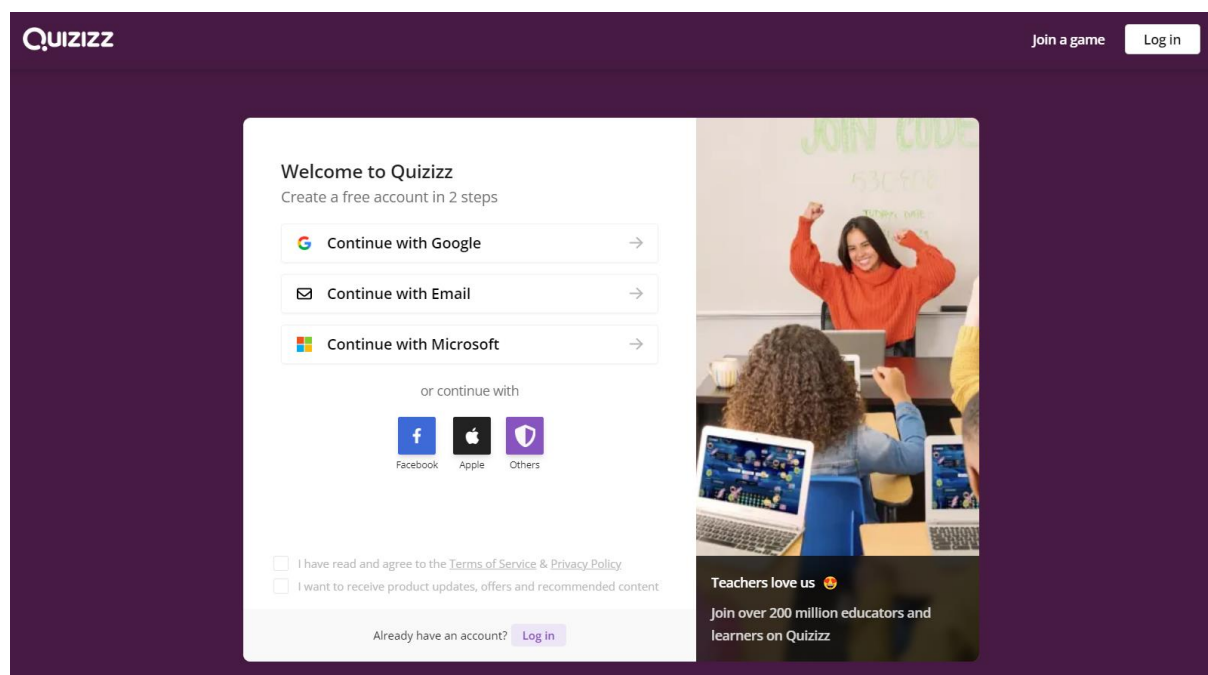 Quizizz
Join a game
Log in
Welcome to Quizizz
Create a free account in 2 steps
Continue with Google
Continue with Email
Continue with Microsoft
or continue with
Facebook Apple Others
I have read and agree to the Terms of Service & Privacy Policy
I want to receive product updates, offers and recommended content
Already have an account? Log in
JOIN CODE
Teachers love us 🤩
Join over 200 million educators and
learners on Quizizz